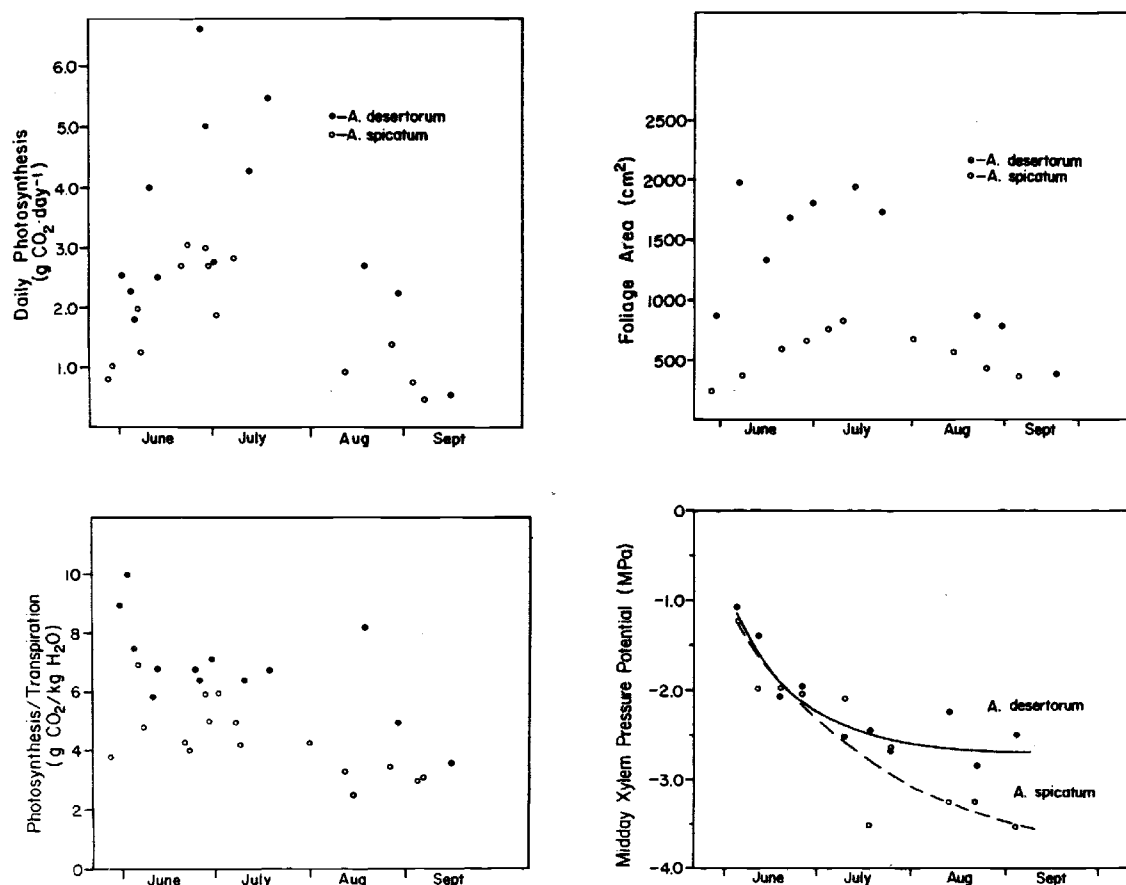 Daily Photosynthesis
(g CO₂·day⁻¹)
6.0
5.0
4.0
3.0
2.0
1.0
•–A. desertorum
○–A. spicatum
June July Aug Sept
Foliage Area (cm²)
2500
2000
1500
1000
500
•–A. desertorum
○–A. spicatum
June July Aug Sept
Photosynthesis/Transpiration
(g CO₂/kg H₂O)
10
8
6
4
2
0
June July Aug Sept
Midday Xylem Pressure Potential (MPa)
0
-1.0
-2.0
-3.0
-4.0
A. desertorum
A. spicatum
June July Aug Sept